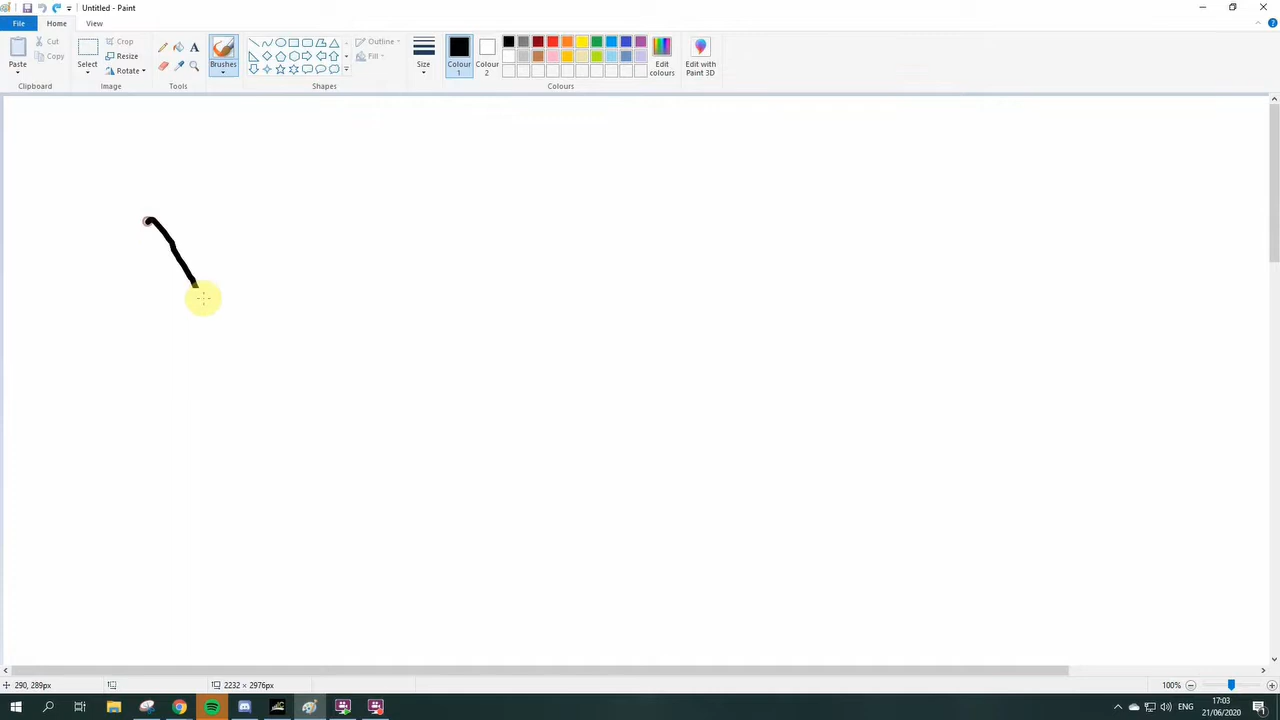 Untitled - Paint
File
Home
View
Paste
Cut
Copy
Clipboard
Select
Crop
Resize
Rotate
Image
A
Tools
Brushes
Outline
Fill
Shapes
Size
Colour
1
Colour
2
Edit
colours
Colours
Edit with
Paint 3D
290, 289px
2232 × 2976px
100%
ENG
17:03
21/06/2020